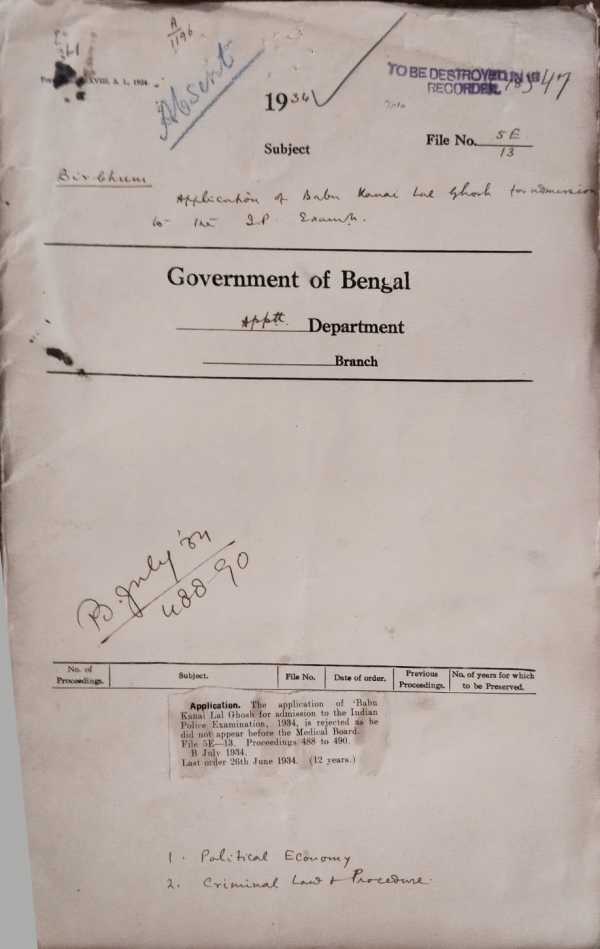 A
1196
Absent
TO BE DESTROYED IN
RECORDER.
1934
Subject
File No. 5E
13
Birbhum
Application of Babu Kanai Lal Ghosh for admission
to the I.P. Examn.
Government of Bengal
Apptt. Department
Branch
B. July '34
488-90
No. of Proceedings. Subject. File No. Date of order. Previous Proceedings. No. of years for which to be Preserved.
Application. The application of Babu
Kanai Lal Ghosh for admission to the Indian
Police Examination, 1934, is rejected as he
did not appear before the Medical Board.
File 5E—13. Proceedings 488 to 490.
B July 1934.
Last order 26th June 1934. (12 years.)
1. Political Economy
2. Criminal Law & Procedure.